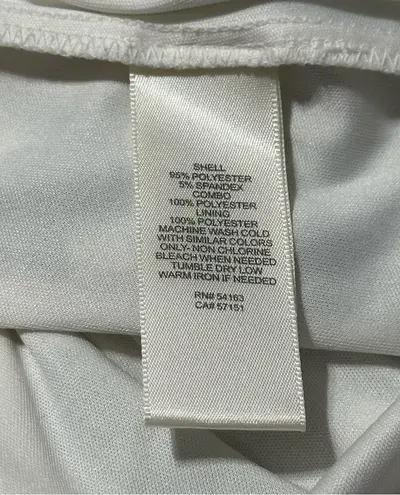 SHELL
95% POLYESTER
5% SPANDEX
COMBO
100% POLYESTER
LINING
100% POLYESTER
MACHINE WASH COLD
WITH SIMILAR COLORS
ONLY- NON CHLORINE
BLEACH WHEN NEEDED
TUMBLE DRY LOW
WARM IRON IF NEEDED
RN# 54163
CA# 57151